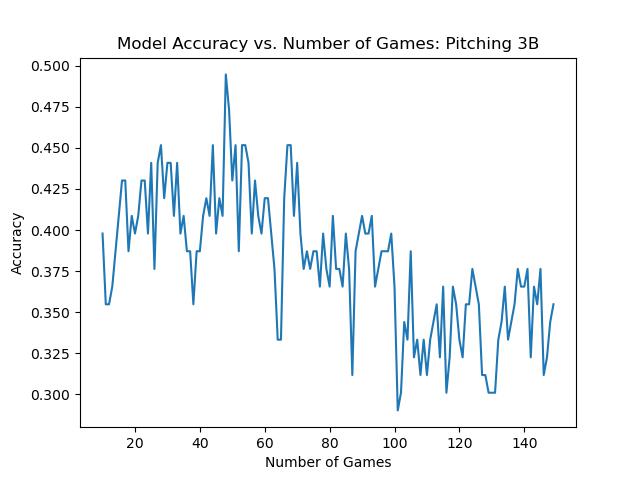 Model Accuracy vs. Number of Games: Pitching 3B
0.500
0.475
0.450
0.425
0.400
0.375
0.350
0.325
0.300
Accuracy
20 40 60 80 100 120 140
Number of Games